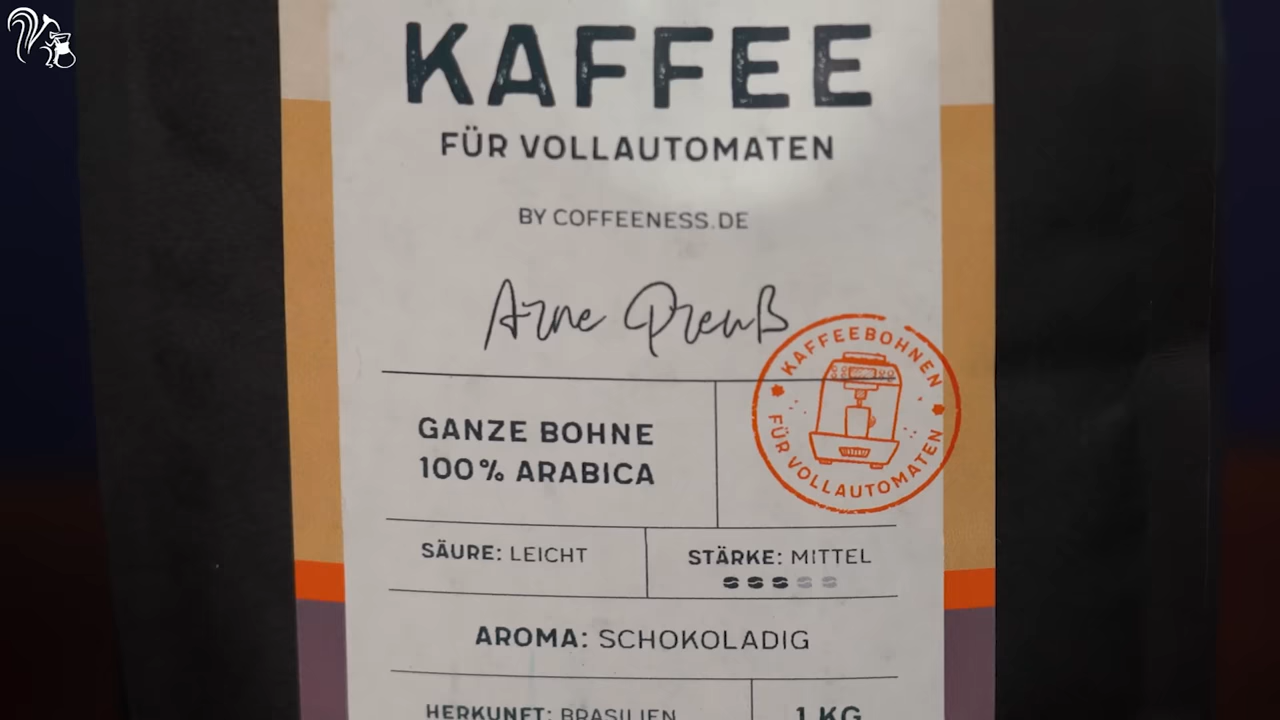 KAFFEE
FÜR VOLLAUTOMATEN
BY COFFEENESS.DE
Arne Preuß
KAFFEEBOHNEN
FÜR VOLLAUTOMATEN
GANZE BOHNE
100% ARABICA
SÄURE: LEICHT
STÄRKE: MITTEL
AROMA: SCHOKOLADIG
HERKUNFT: BRASILIEN
1 KG